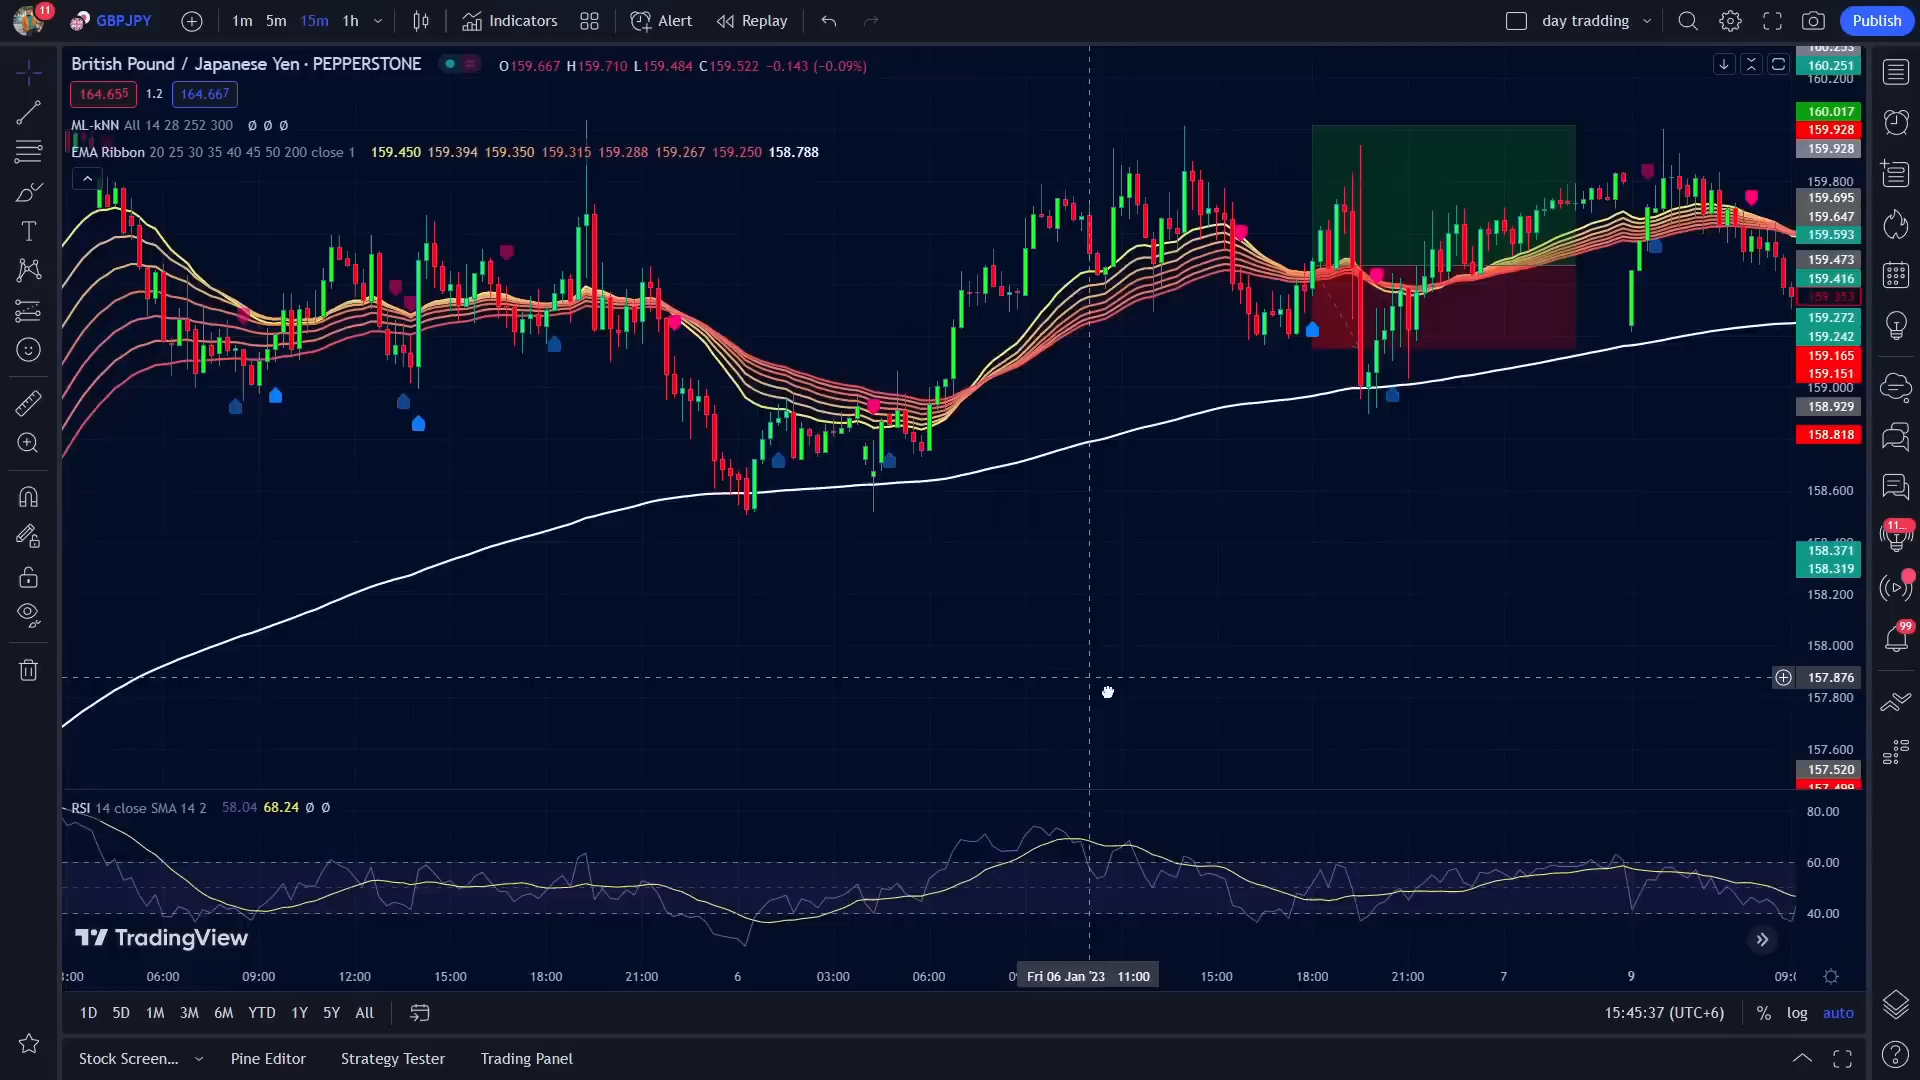 11
GBPJPY
1m 5m 15m 1h
Indicators
Alert
Replay
day tradding
Publish
British Pound / Japanese Yen · PEPPERSTONE
O159.667 H159.710 L159.484 C159.522 −0.143 (−0.09%)
164.655 1.2 164.667
ML-kNN All 14 28 252 300 Ø Ø Ø
EMA Ribbon 20 25 30 35 40 45 50 200 close 1 159.450 159.394 159.350 159.315 159.288 159.267 159.250 158.788
160.253
160.251
160.200
160.017
159.928
159.928
159.800
159.695
159.647
159.593
159.473
159.416
159.353
159.272
159.242
159.165
159.151
159.000
158.929
158.818
158.600
158.371
158.319
158.200
158.000
157.876
157.800
157.600
157.520
157.499
11...
99
RSI 14 close SMA 14 2 58.04 68.24 Ø Ø
80.00
60.00
40.00
TradingView
06:00 09:00 12:00 15:00 18:00 21:00 6 03:00 06:00 Fri 06 Jan '23 11:00 15:00 18:00 21:00 7 9
1D 5D 1M 3M 6M YTD 1Y 5Y All
15:45:37 (UTC+6) % log auto
Stock Screen... Pine Editor Strategy Tester Trading Panel